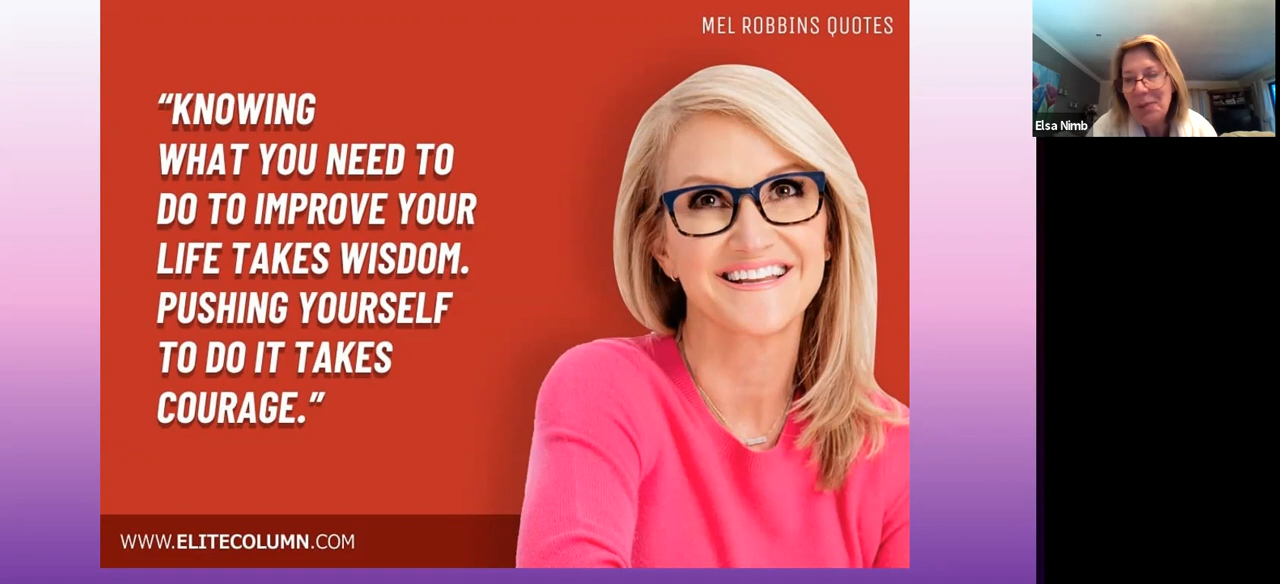 MEL ROBBINS QUOTES
“KNOWING
WHAT YOU NEED TO
DO TO IMPROVE YOUR
LIFE TAKES WISDOM.
PUSHING YOURSELF
TO DO IT TAKES
COURAGE.”
WWW.ELITECOLUMN.COM
Elsa Nimb